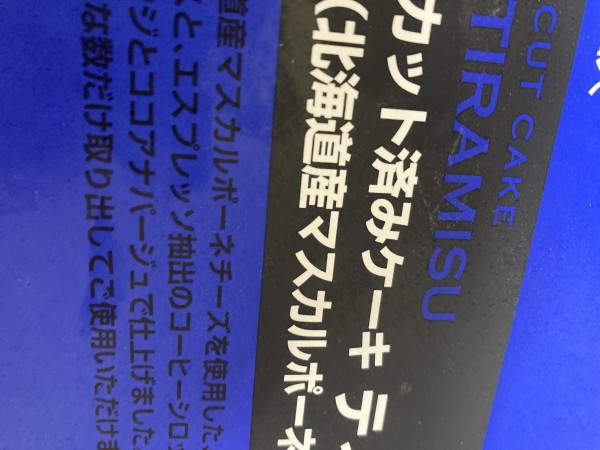 CUT CAKE
TIRAMISU
カット済みケーキ テ
(北海道産マスカルポーネ
道産マスカルポーネチーズを使用した、
スと、エスプレッソ抽出のコーヒーシロッ
ジとココアナパージュで仕上げました。
な数だけ取り出してご使用いただけま